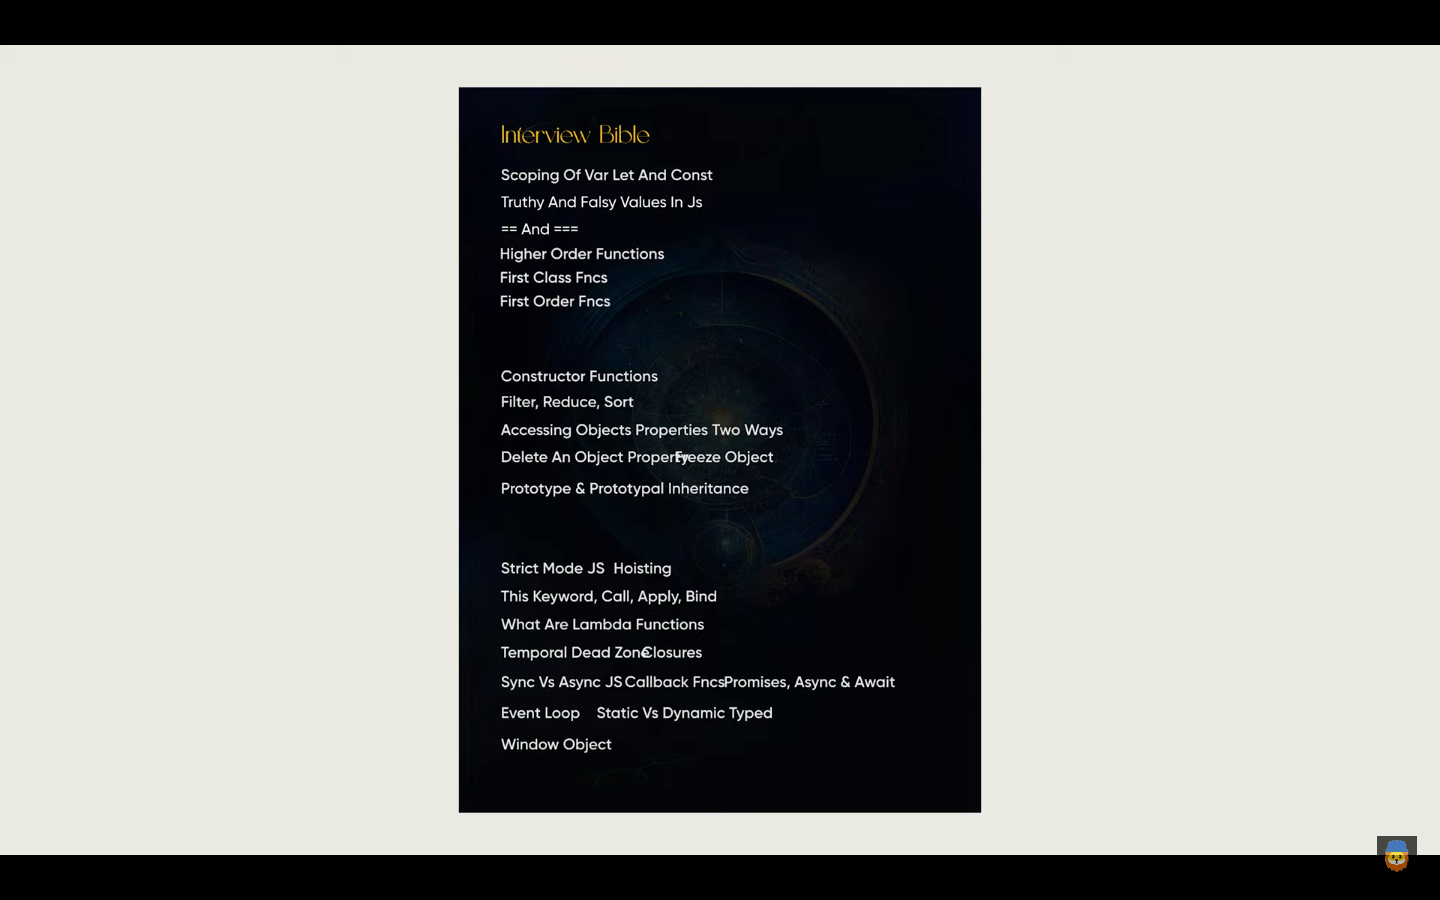 Interview Bible
Scoping Of Var Let And Const
Truthy And Falsy Values In Js
== And ===
Higher Order Functions
First Class Fncs
First Order Fncs
Constructor Functions
Filter, Reduce, Sort
Accessing Objects Properties Two Ways
Delete An Object Property Freeze Object
Prototype & Prototypal Inheritance
Strict Mode JS Hoisting
This Keyword, Call, Apply, Bind
What Are Lambda Functions
Temporal Dead Zone Closures
Sync Vs Async JS Callback Fncs Promises, Async & Await
Event Loop Static Vs Dynamic Typed
Window Object